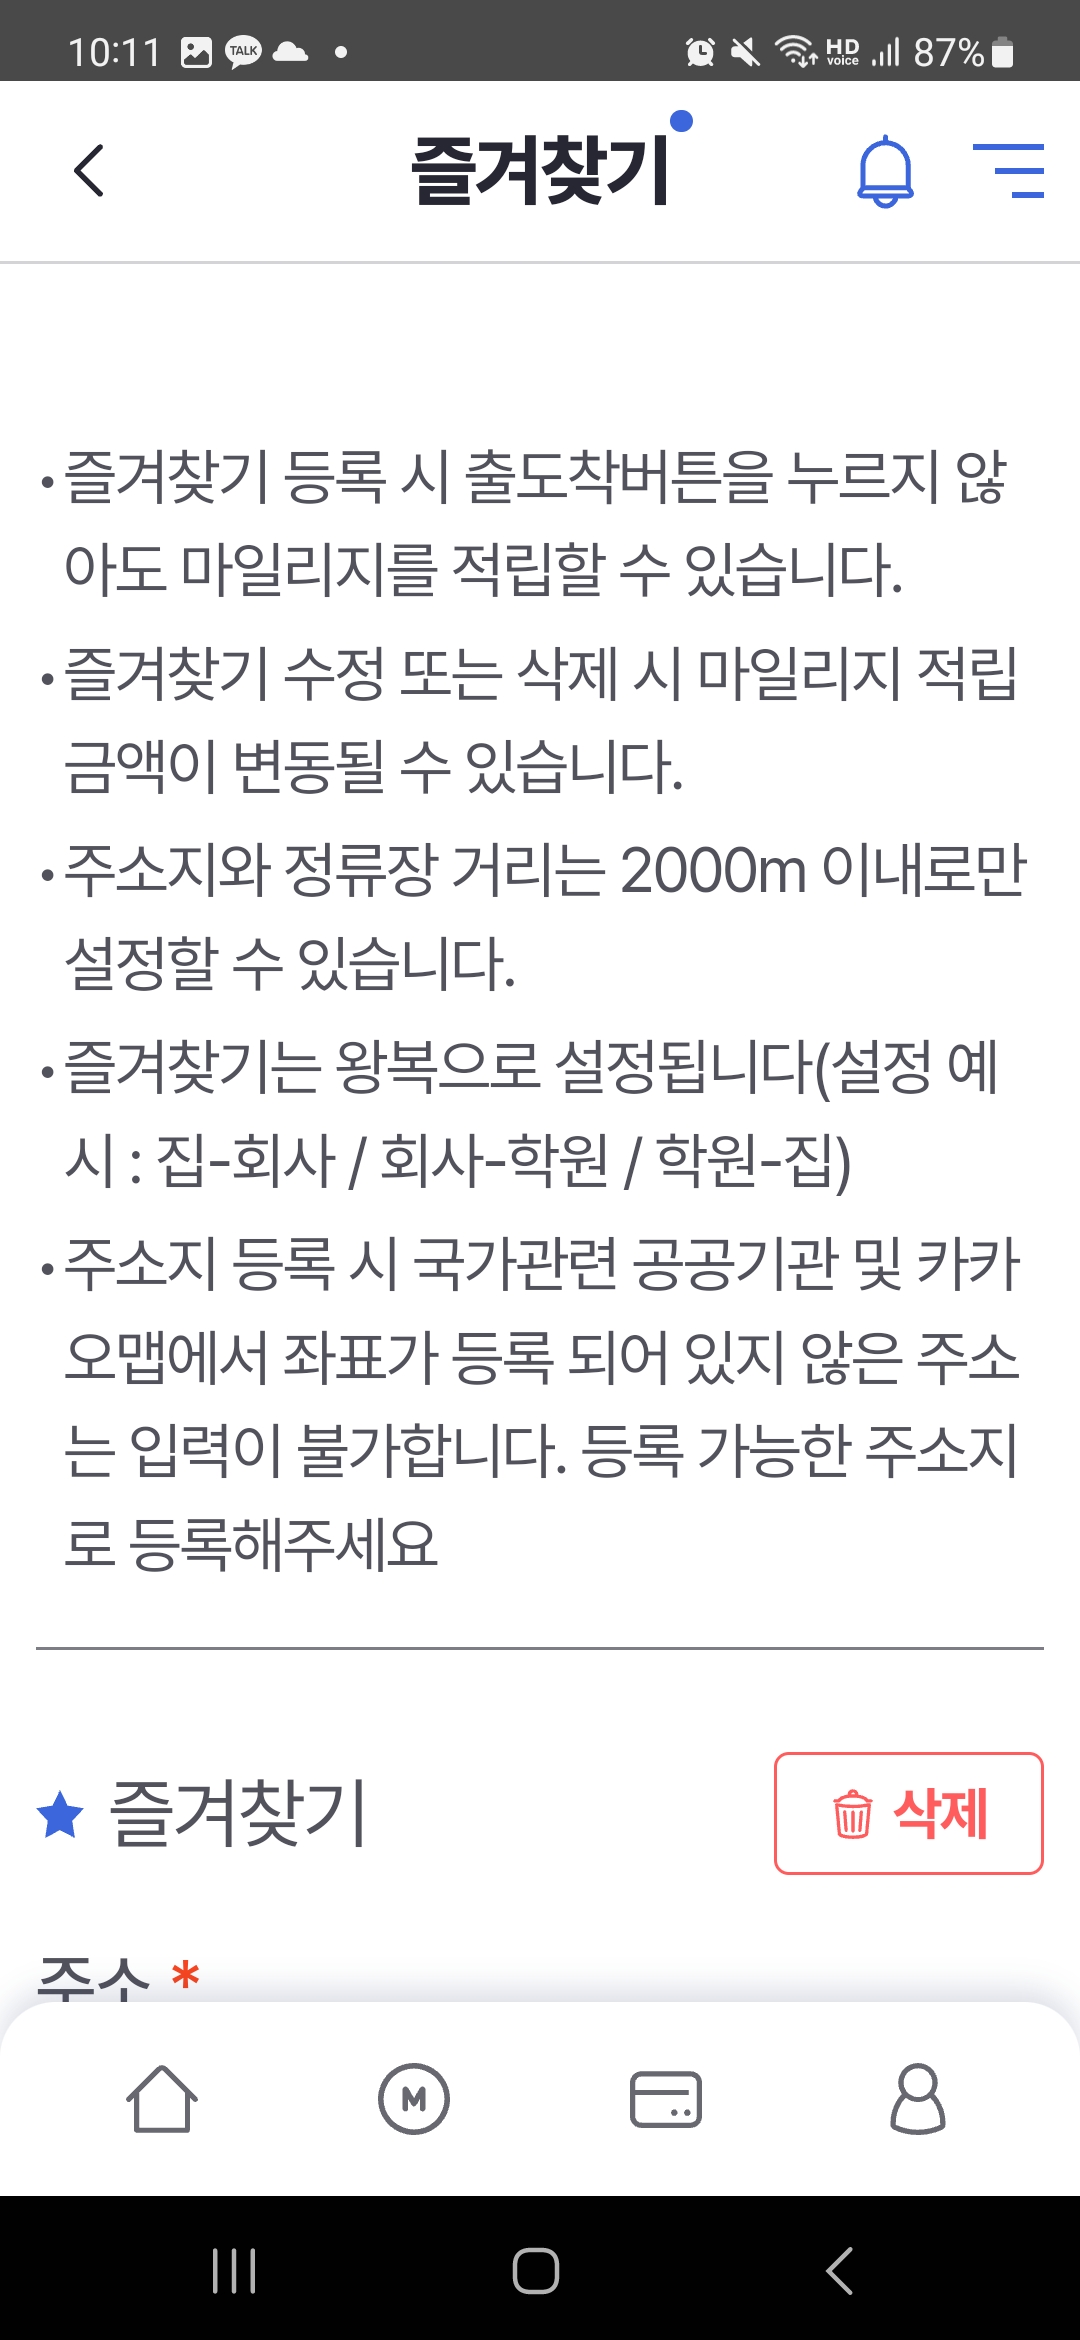 10:11 TALK HD voice 87%
즐겨찾기
• 즐겨찾기 등록 시 출도착버튼을 누르지 않
아도 마일리지를 적립할 수 있습니다.
• 즐겨찾기 수정 또는 삭제 시 마일리지 적립
금액이 변동될 수 있습니다.
• 주소지와 정류장 거리는 2000m 이내로만
설정할 수 있습니다.
• 즐겨찾기는 왕복으로 설정됩니다(설정 예
시 : 집-회사 / 회사-학원 / 학원-집)
• 주소지 등록 시 국가관련 공공기관 및 카카
오맵에서 좌표가 등록 되어 있지 않은 주소
는 입력이 불가합니다. 등록 가능한 주소지
로 등록해주세요
즐겨찾기
삭제
주소 *
M